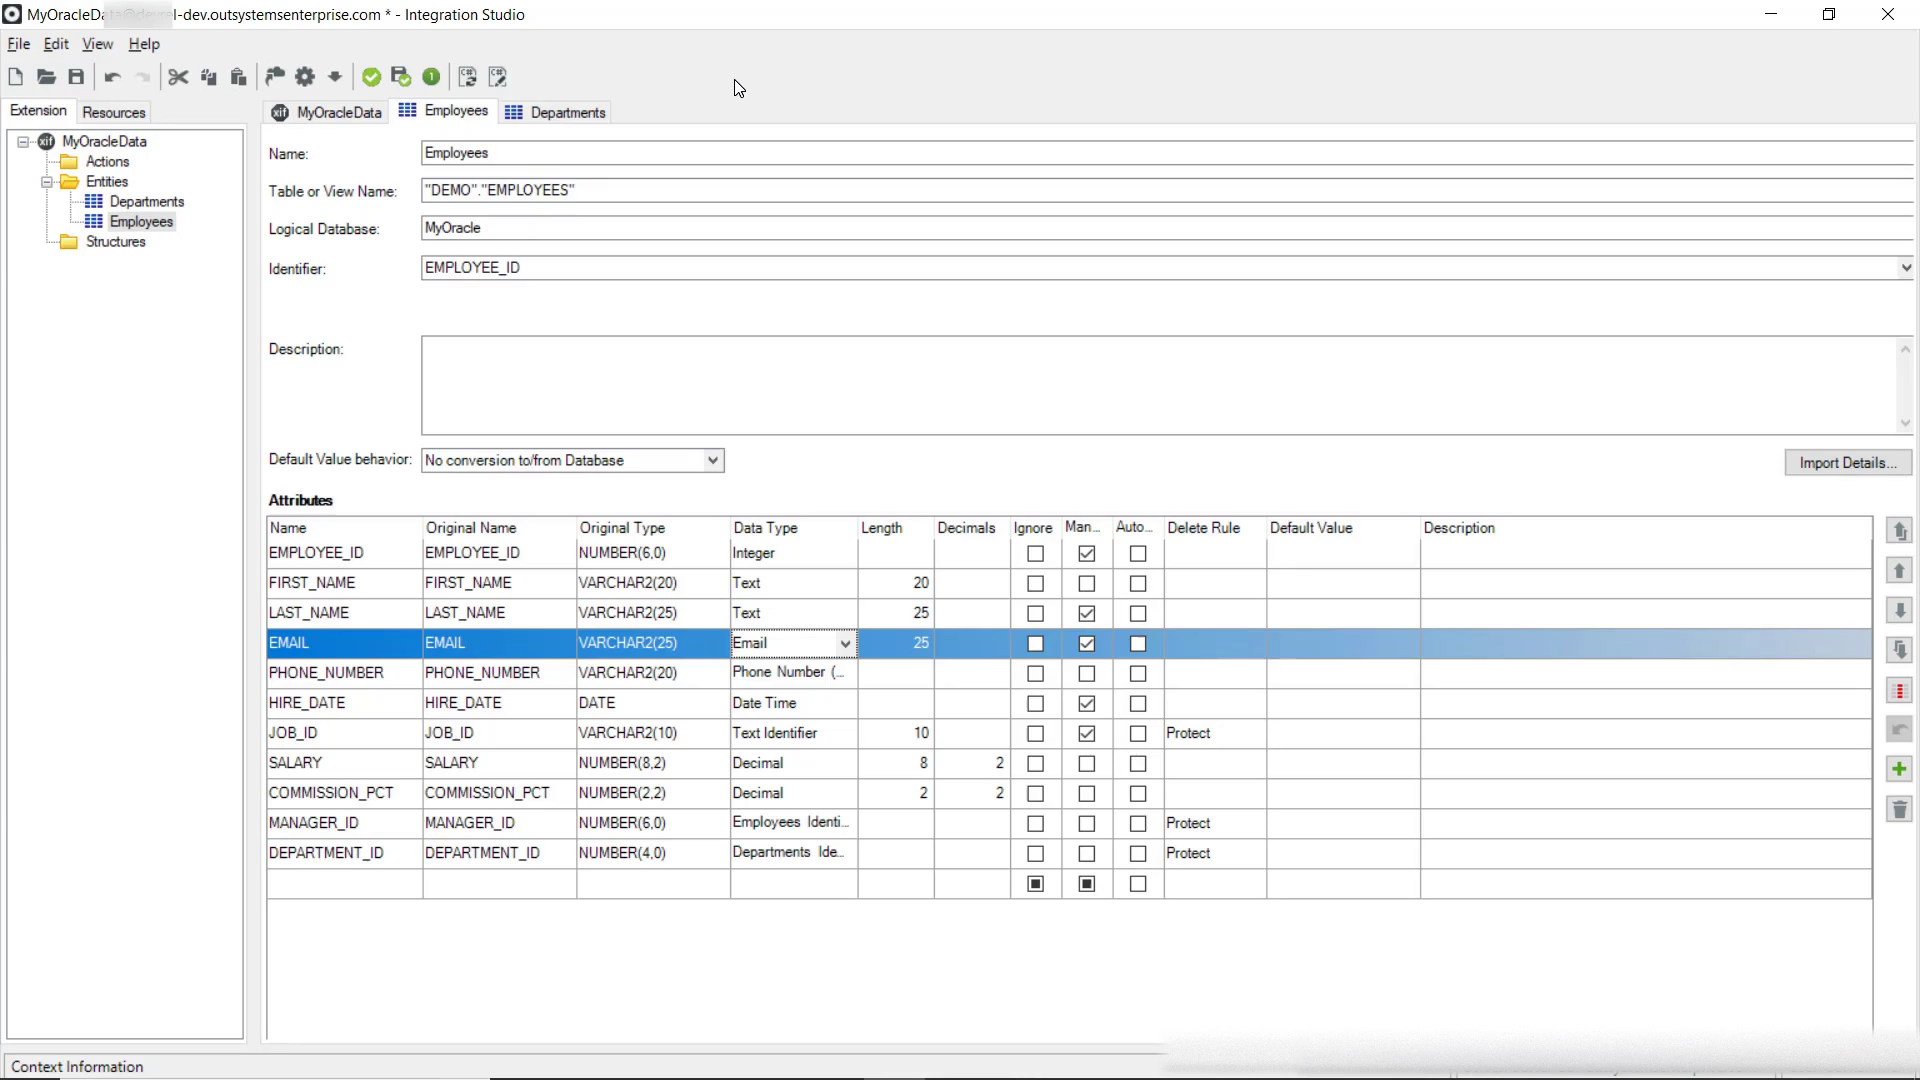 MyOracleData@devrel-dev.outsystemsenterprise.com * - Integration Studio
File Edit View Help
Extension Resources
MyOracleData Employees Departments
MyOracleData
Actions
Entities
Departments
Employees
Structures
Name: Employees
Table or View Name: "DEMO"."EMPLOYEES"
Logical Database: MyOracle
Identifier: EMPLOYEE_ID
Description:
Default Value behavior: No conversion to/from Database Import Details...
Attributes
Name Original Name Original Type Data Type Length Decimals Ignore Man... Auto... Delete Rule Default Value Description
EMPLOYEE_ID EMPLOYEE_ID NUMBER(6,0) Integer
FIRST_NAME FIRST_NAME VARCHAR2(20) Text 20
LAST_NAME LAST_NAME VARCHAR2(25) Text 25
EMAIL EMAIL VARCHAR2(25) Email 25
PHONE_NUMBER PHONE_NUMBER VARCHAR2(20) Phone Number (...
HIRE_DATE HIRE_DATE DATE Date Time
JOB_ID JOB_ID VARCHAR2(10) Text Identifier 10 Protect
SALARY SALARY NUMBER(8,2) Decimal 8 2
COMMISSION_PCT COMMISSION_PCT NUMBER(2,2) Decimal 2 2
MANAGER_ID MANAGER_ID NUMBER(6,0) Employees Identi... Protect
DEPARTMENT_ID DEPARTMENT_ID NUMBER(4,0) Departments Ide... Protect
Context Information